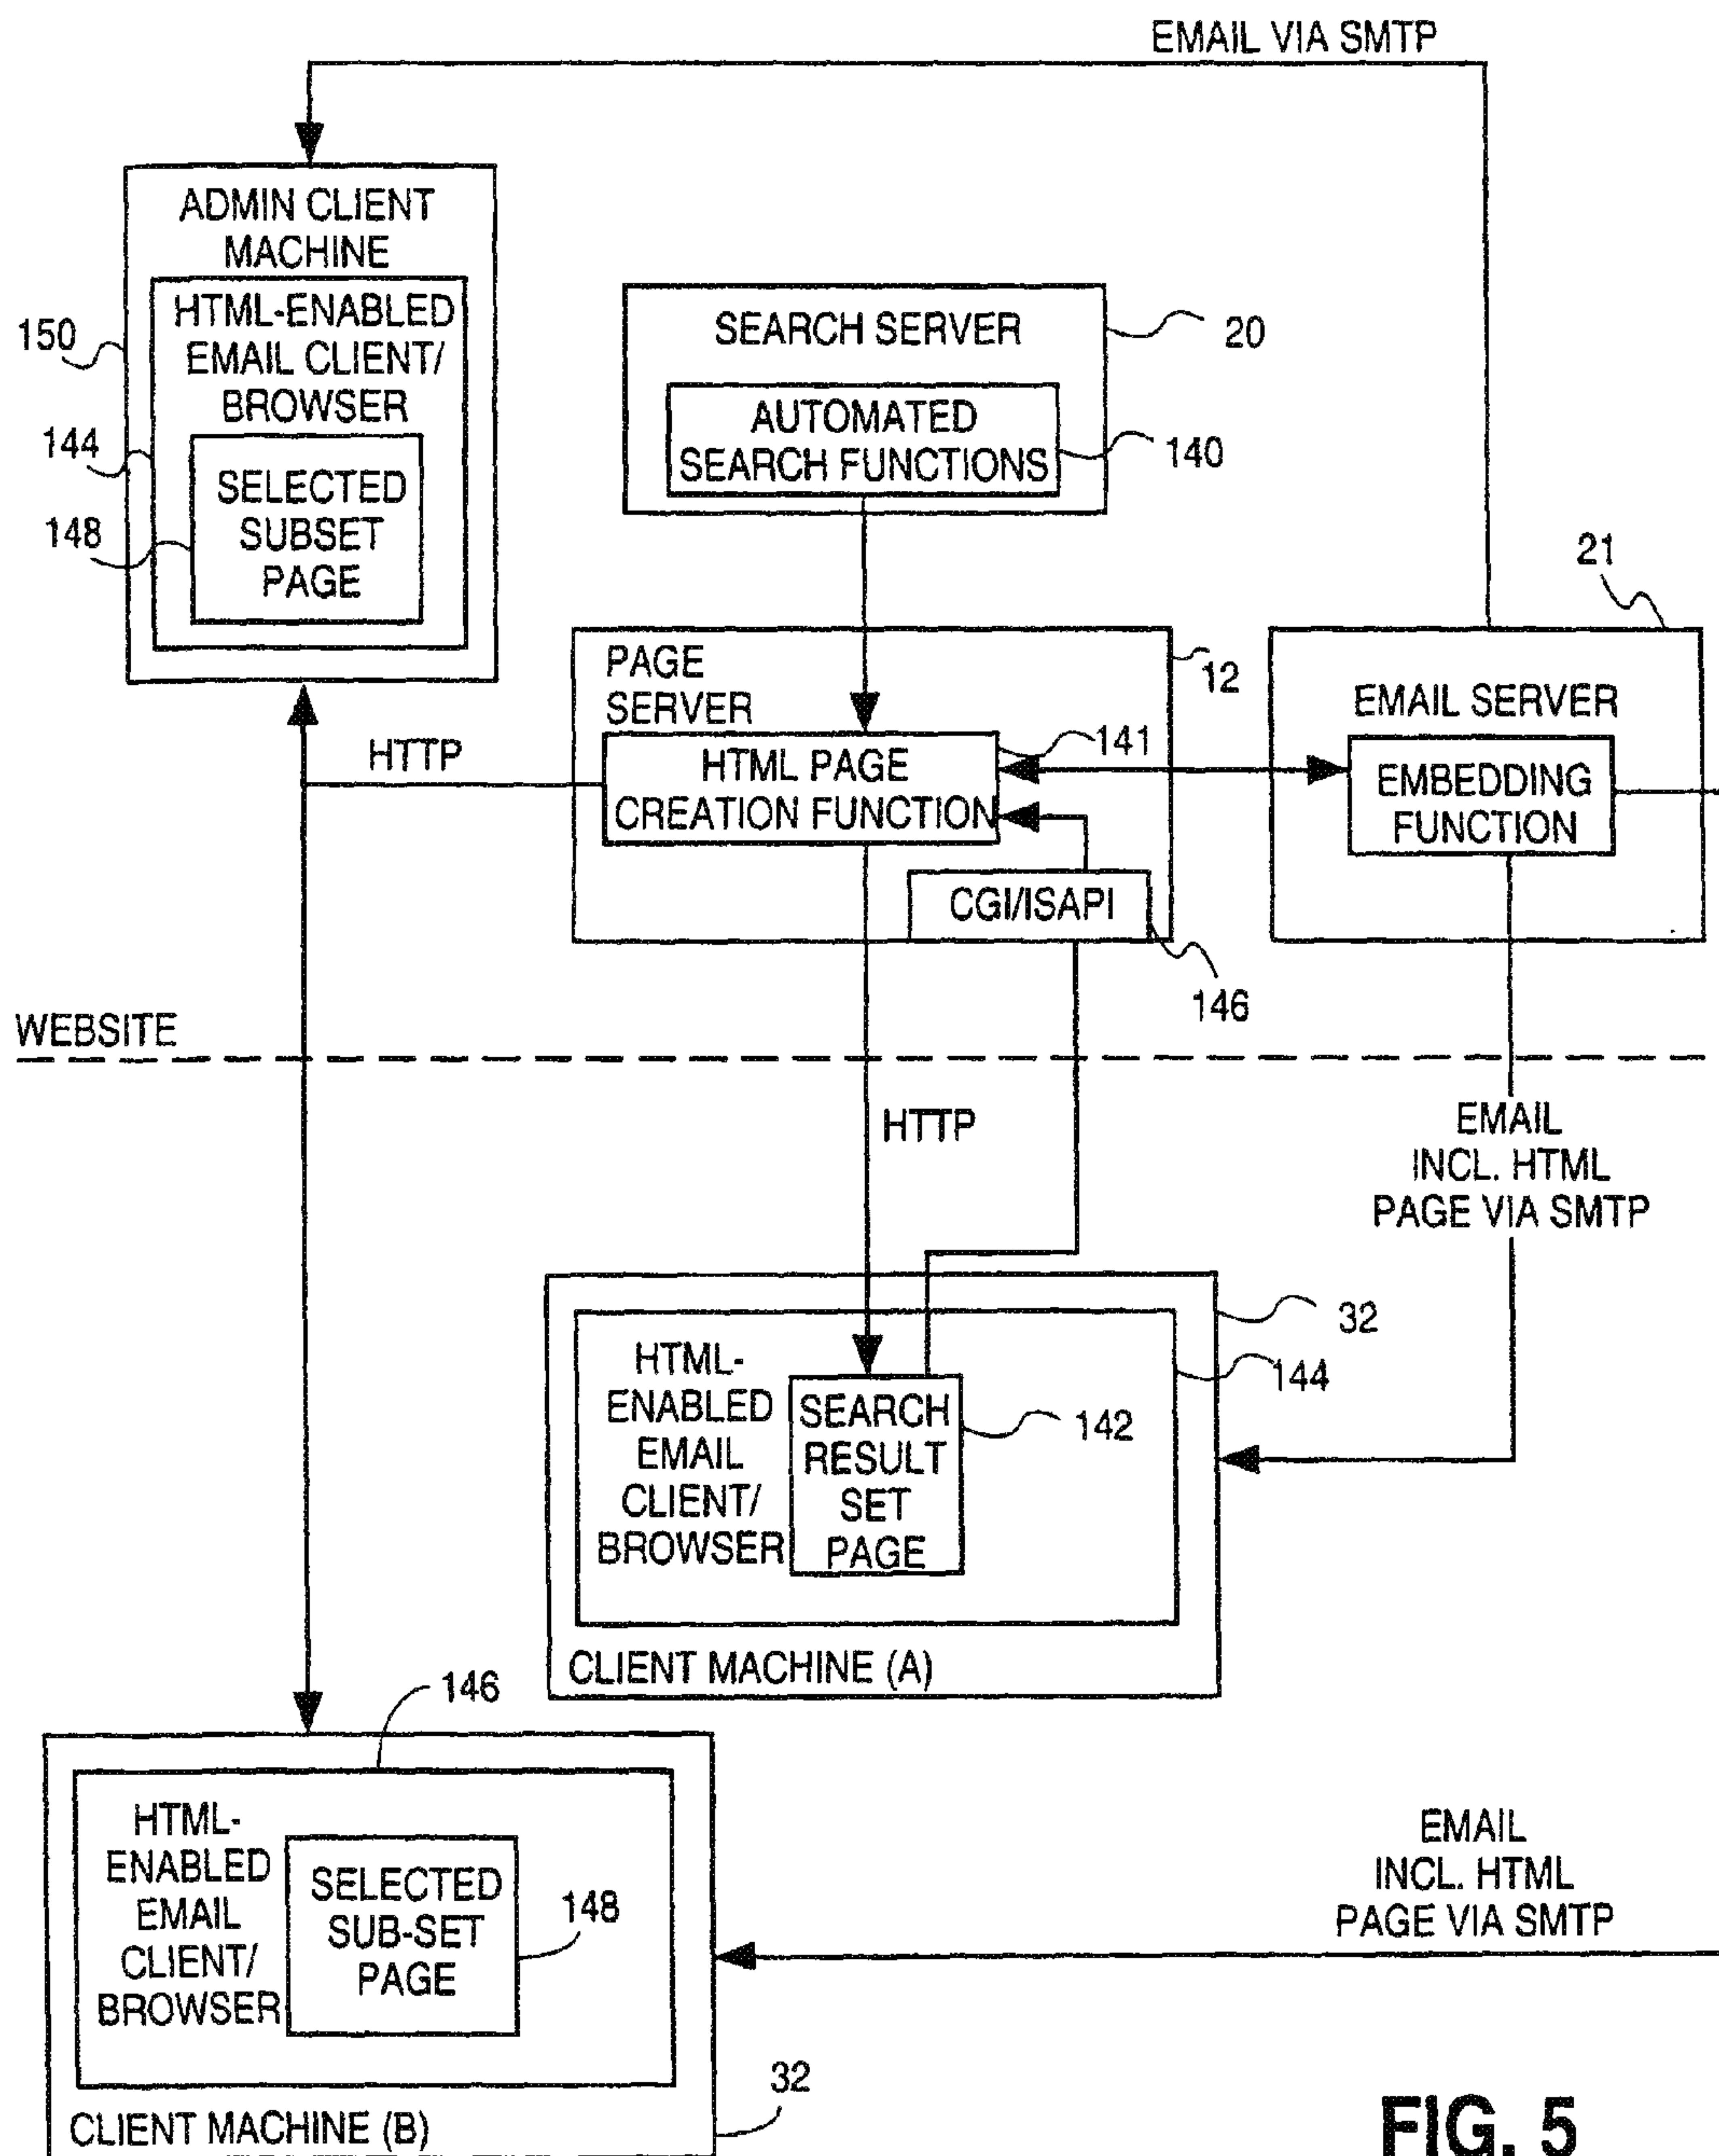 EMAIL VIA SMTP
ADMIN CLIENT
MACHINE
HTML-ENABLED
EMAIL CLIENT/
BROWSER
SELECTED
SUBSET
PAGE
150
144
148
SEARCH SERVER
20
AUTOMATED
SEARCH FUNCTIONS
140
21
PAGE
SERVER
12
HTTP
HTML PAGE
CREATION FUNCTION
141
CGI/ISAPI
146
EMAIL SERVER
EMBEDDING
FUNCTION
WEBSITE
HTTP
EMAIL
INCL. HTML
PAGE VIA SMTP
32
144
HTML-
ENABLED
EMAIL
CLIENT/
BROWSER
SEARCH
RESULT
SET
PAGE
142
CLIENT MACHINE (A)
146
HTML-
ENABLED
EMAIL
CLIENT/
BROWSER
SELECTED
SUB-SET
PAGE
148
EMAIL
INCL. HTML
PAGE VIA SMTP
32
CLIENT MACHINE (B)
FIG. 5